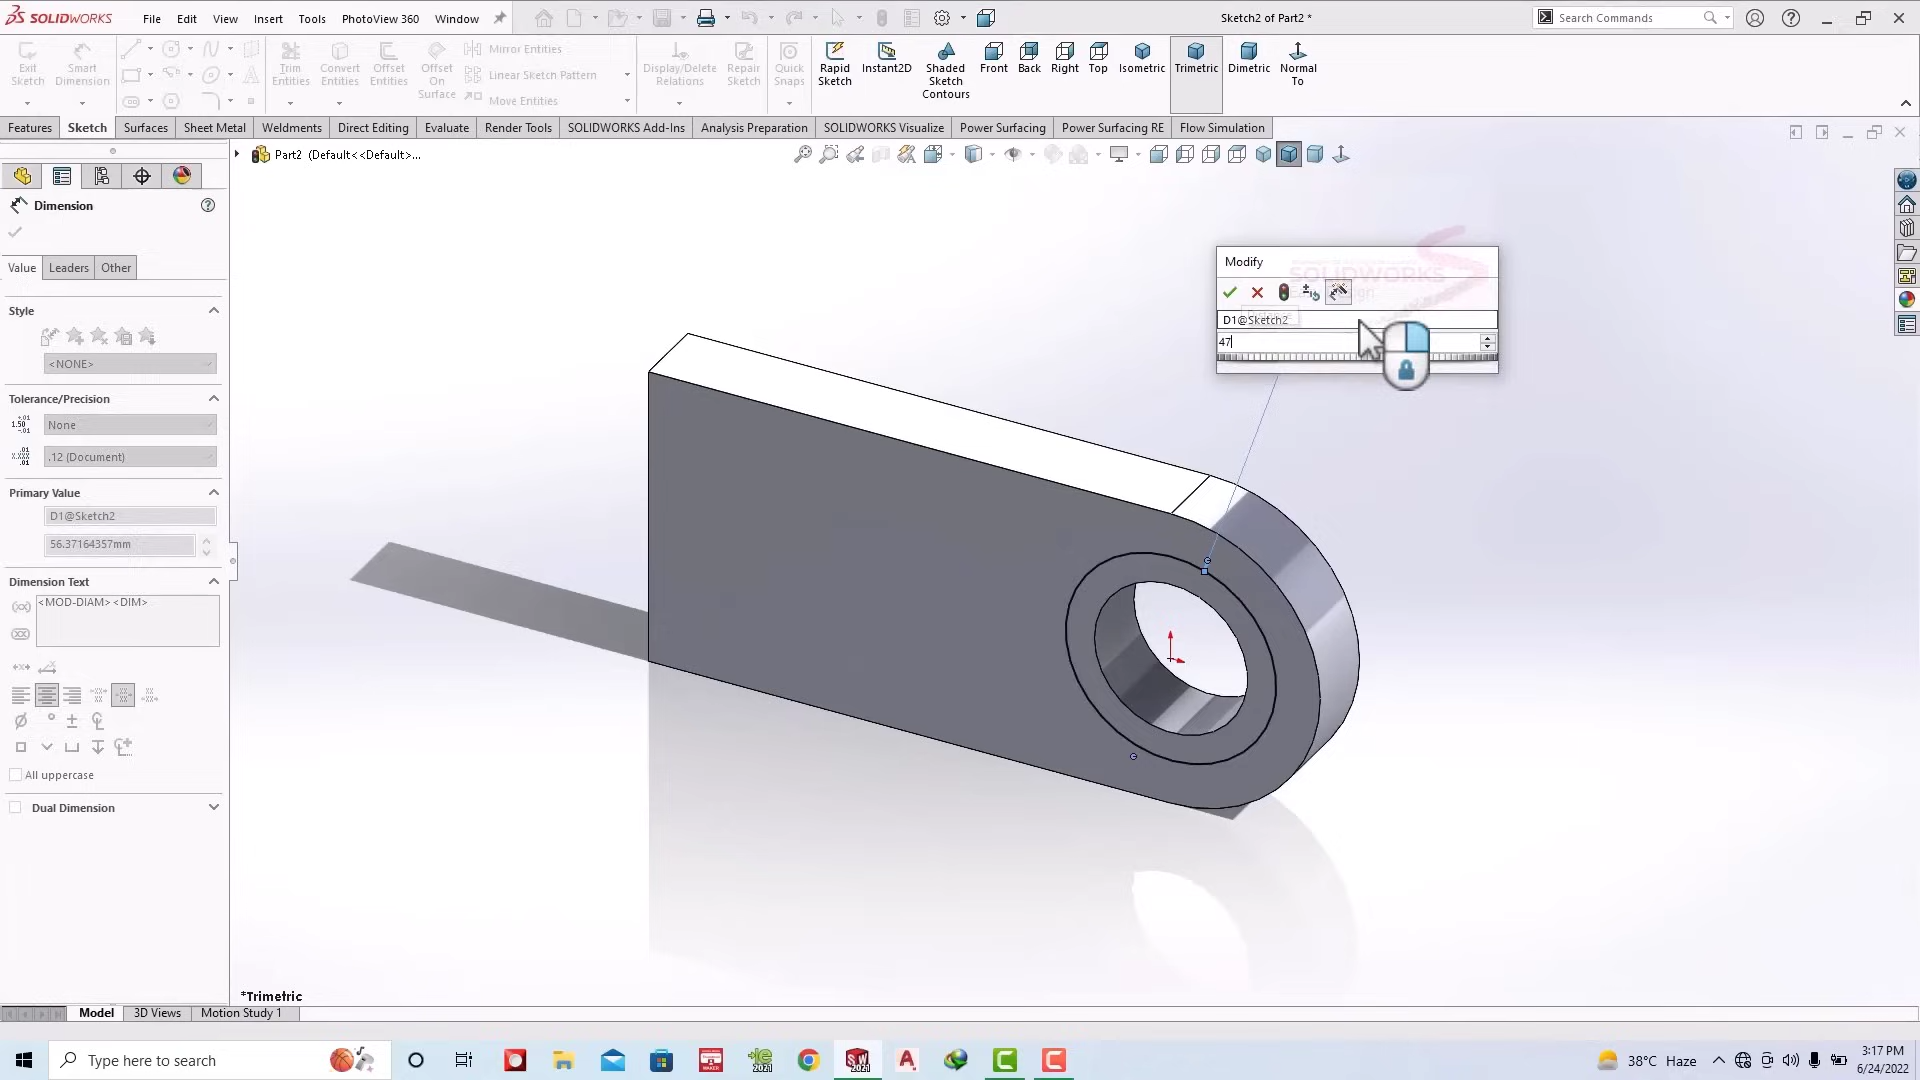 SOLIDWORKS File Edit View Insert Tools PhotoView 360 Window Sketch2 of Part2 * Search Commands
Exit Sketch Smart Dimension Trim Entities Convert Entities Offset Entities Offset On Surface Mirror Entities Linear Sketch Pattern Move Entities Display/Delete Relations Repair Sketch Quick Snaps Rapid Sketch Instant2D Shaded Sketch Contours Front Back Right Top Isometric Trimetric Dimetric Normal To
Features Sketch Surfaces Sheet Metal Weldments Direct Editing Evaluate Render Tools SOLIDWORKS Add-Ins Analysis Preparation SOLIDWORKS Visualize Power Surfacing Power Surfacing RE Flow Simulation
Part2 (Default<<Default>...
Dimension
Value Leaders Other
Style
<NONE>
Tolerance/Precision
None
.12 (Document)
Primary Value
D1@Sketch2
56.37164357mm
Dimension Text
<MOD-DIAM><DIM>
All uppercase
Dual Dimension
Modify
SOLIDWORKS
D1@Sketch2
47
*Trimetric
Model 3D Views Motion Study 1
Type here to search
38°C Haze
3:17 PM
6/24/2022